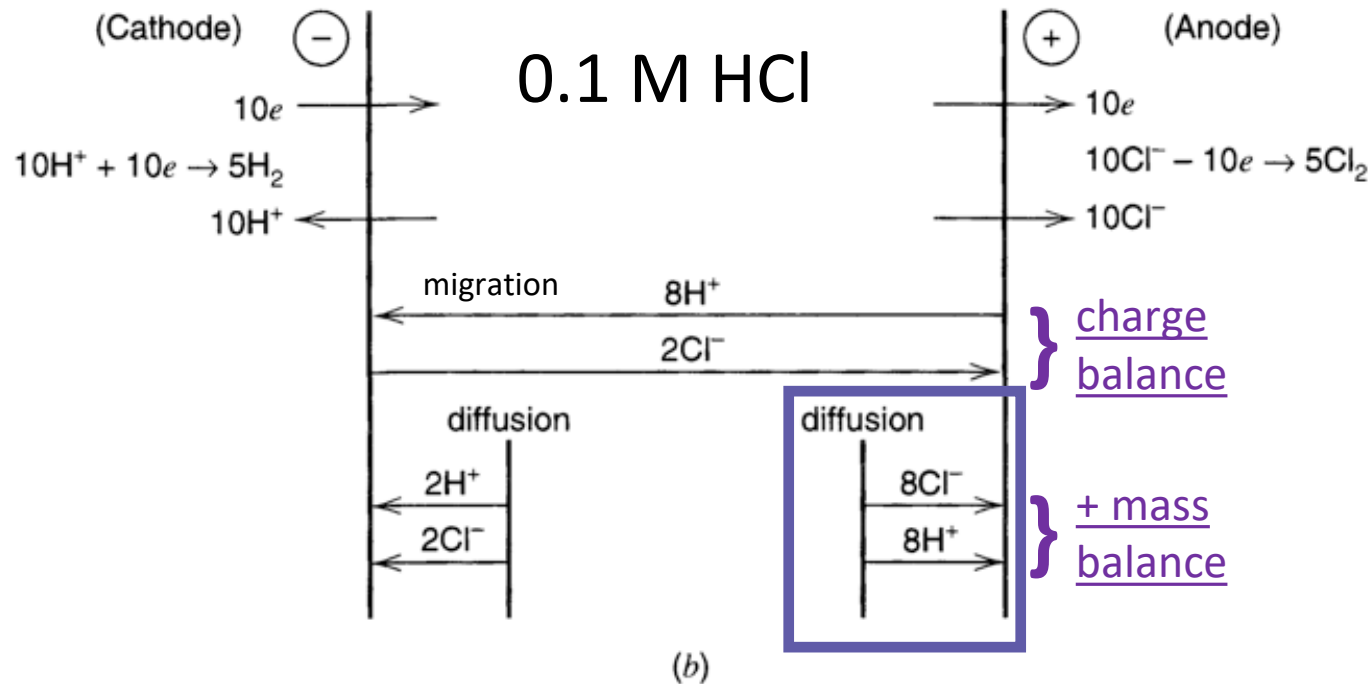 (Cathode) − 0.1 M HCl + (Anode)
10e 10e
10H⁺ + 10e → 5H₂ 10Cl⁻ − 10e → 5Cl₂
10H⁺ 10Cl⁻
migration 8H⁺
2Cl⁻
} charge
balance
diffusion diffusion
2H⁺ 8Cl⁻
2Cl⁻ 8H⁺
} + mass
balance
(b)